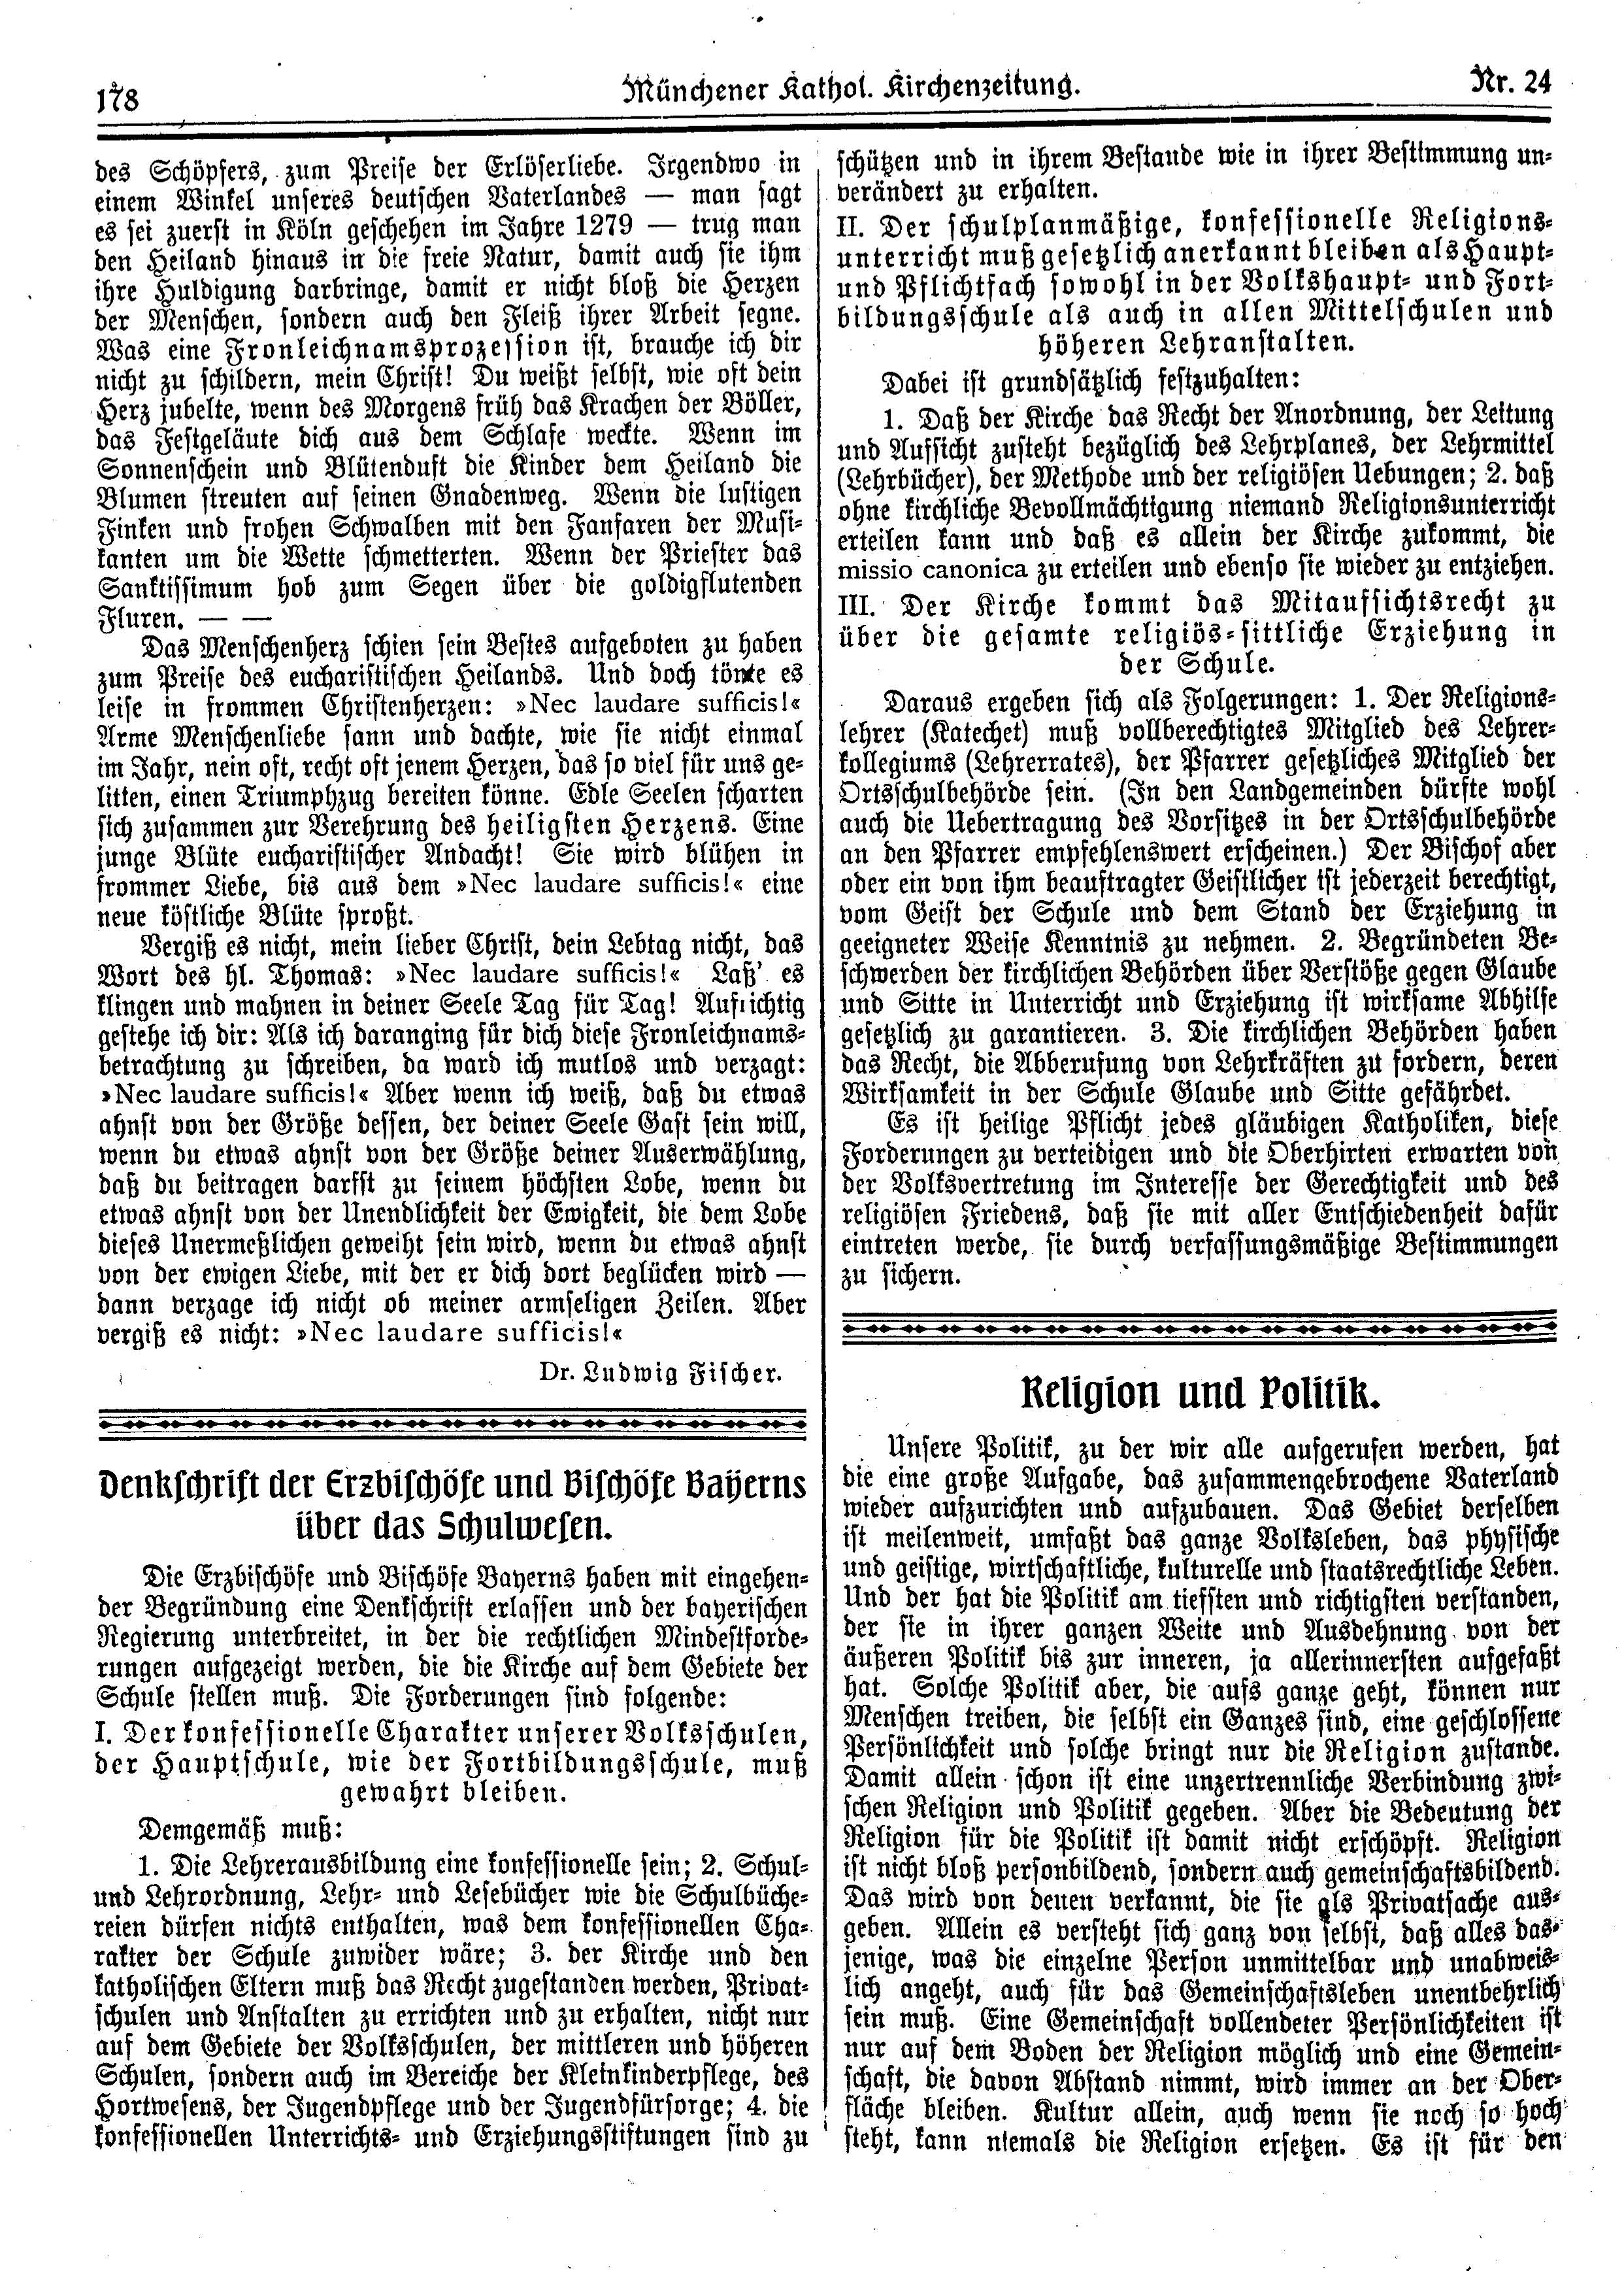 178
Münchener Kathol. Kirchenzeitung.
Nr. 24
des Schöpfers, zum Preise der Erlöserliebe. Irgendwo in
einem Winkel unseres deutschen Vaterlandes — man sagt
es sei zuerst in Köln geschehen im Jahre 1279 — trug man
den Heiland hinaus in die freie Natur, damit auch sie ihm
ihre Huldigung darbringe, damit er nicht bloß die Herzen
der Menschen, sondern auch den Fleiß ihrer Arbeit segne.
Was eine Fronleichnamsprozession ist, brauche ich dir
nicht zu schildern, mein Christ! Du weißt selbst, wie oft dein
Herz jubelte, wenn des Morgens früh das Krachen der Böller,
das Festgeläute dich aus dem Schlafe weckte. Wenn im
Sonnenschein und Blütenduft die Kinder dem Heiland die
Blumen streuten auf seinen Gnadenweg. Wenn die lustigen
Finken und frohen Schwalben mit den Fanfaren der Musi-
kanten um die Wette schmetterten. Wenn der Priester das
Sanktissimum hob zum Segen über die goldigflutenden
Fluren. — —
Das Menschenherz schien sein Bestes aufgeboten zu haben
zum Preise des eucharistischen Heilands. Und doch tönte es
leise in frommen Christenherzen: »Nec laudare sufficis!«
Arme Menschenliebe sann und dachte, wie sie nicht einmal
im Jahr, nein oft, recht oft jenem Herzen, das so viel für uns ge-
litten, einen Triumphzug bereiten könne. Edle Seelen scharten
sich zusammen zur Verehrung des heiligsten Herzens. Eine
junge Blüte eucharistischer Andacht! Sie wird blühen in
frommer Liebe, bis aus dem »Nec laudare sufficis!« eine
neue köstliche Blüte sproßt.
Vergiß es nicht, mein lieber Christ, dein Lebtag nicht, das
Wort des hl. Thomas: »Nec laudare sufficis!« Laß' es
klingen und mahnen in deiner Seele Tag für Tag! Aufrichtig
gestehe ich dir: Als ich daranging für dich diese Fronleichnams-
betrachtung zu schreiben, da ward ich mutlos und verzagt:
»Nec laudare sufficis!« Aber wenn ich weiß, daß du etwas
ahnst von der Größe dessen, der deiner Seele Gast sein will,
wenn du etwas ahnst von der Größe deiner Auserwählung,
daß du beitragen darfst zu seinem höchsten Lobe, wenn du
etwas ahnst von der Unendlichkeit der Ewigkeit, die dem Lobe
dieses Unermeßlichen geweiht sein wird, wenn du etwas ahnst
von der ewigen Liebe, mit der er dich dort beglücken wird —
dann verzage ich nicht ob meiner armseligen Zeilen. Aber
vergiß es nicht: »Nec laudare sufficis!«
Dr. Ludwig Fischer.
Denkschrift der Erzbischöfe und Bischöfe Bayerns
über das Schulwesen.
Die Erzbischöfe und Bischöfe Bayerns haben mit eingehen-
der Begründung eine Denkschrift erlassen und der bayerischen
Regierung unterbreitet, in der die rechtlichen Mindestforde-
rungen aufgezeigt werden, die die Kirche auf dem Gebiete der
Schule stellen muß. Die Forderungen sind folgende:
I. Der konfessionelle Charakter unserer Volksschulen,
der Hauptschule, wie der Fortbildungsschule, muß
gewahrt bleiben.
Demgemäß muß:
1. Die Lehrerausbildung eine konfessionelle sein; 2. Schul-
und Lehrordnung, Lehr- und Lesebücher wie die Schulbüche-
reien dürfen nichts enthalten, was dem konfessionellen Cha-
rakter der Schule zuwider wäre; 3. der Kirche und den
katholischen Eltern muß das Recht zugestanden werden, Privat-
schulen und Anstalten zu errichten und zu erhalten, nicht nur
auf dem Gebiete der Volksschulen, der mittleren und höheren
Schulen, sondern auch im Bereiche der Kleinkinderpflege, des
Hortwesens, der Jugendpflege und der Jugendfürsorge; 4. die
konfessionellen Unterrichts- und Erziehungsstiftungen sind zu
schützen und in ihrem Bestande wie in ihrer Bestimmung un-
verändert zu erhalten.
II. Der schulplanmäßige, konfessionelle Religions-
unterricht muß gesetzlich anerkannt bleiben als Haupt-
und Pflichtfach sowohl in der Volkshaupt- und Fort-
bildungsschule als auch in allen Mittelschulen und
höheren Lehranstalten.
Dabei ist grundsätzlich festzuhalten:
1. Daß der Kirche das Recht der Anordnung, der Leitung
und Aufsicht zusteht bezüglich des Lehrplanes, der Lehrmittel
(Lehrbücher), der Methode und der religiösen Uebungen; 2. daß
ohne kirchliche Bevollmächtigung niemand Religionsunterricht
erteilen kann und daß es allein der Kirche zukommt, die
missio canonica zu erteilen und ebenso sie wieder zu entziehen.
III. Der Kirche kommt das Mitaufsichtsrecht zu
über die gesamte religiös-sittliche Erziehung in
der Schule.
Daraus ergeben sich als Folgerungen: 1. Der Religions-
lehrer (Katechet) muß vollberechtigtes Mitglied des Lehrer-
kollegiums (Lehrerrates), der Pfarrer gesetzliches Mitglied der
Ortsschulbehörde sein. (In den Landgemeinden dürfte wohl
auch die Uebertragung des Vorsitzes in der Ortsschulbehörde
an den Pfarrer empfehlenswert erscheinen.) Der Bischof aber
oder ein von ihm beauftragter Geistlicher ist jederzeit berechtigt,
vom Geist der Schule und dem Stand der Erziehung in
geeigneter Weise Kenntnis zu nehmen. 2. Begründeten Be-
schwerden der kirchlichen Behörden über Verstöße gegen Glaube
und Sitte in Unterricht und Erziehung ist wirksame Abhilfe
gesetzlich zu garantieren. 3. Die kirchlichen Behörden haben
das Recht, die Abberufung von Lehrkräften zu fordern, deren
Wirksamkeit in der Schule Glaube und Sitte gefährdet.
Es ist heilige Pflicht jedes gläubigen Katholiken, diese
Forderungen zu verteidigen und die Oberhirten erwarten von
der Volksvertretung im Interesse der Gerechtigkeit und des
religiösen Friedens, daß sie mit aller Entschiedenheit dafür
eintreten werde, sie durch verfassungsmäßige Bestimmungen
zu sichern.
Religion und Politik.
Unsere Politik, zu der wir alle aufgerufen werden, hat
die eine große Aufgabe, das zusammengebrochene Vaterland
wieder aufzurichten und aufzubauen. Das Gebiet derselben
ist meilenweit, umfaßt das ganze Volksleben, das physische
und geistige, wirtschaftliche, kulturelle und staatsrechtliche Leben.
Und der hat die Politik am tiefsten und richtigsten verstanden,
der sie in ihrer ganzen Weite und Ausdehnung von der
äußeren Politik bis zur inneren, ja allerinnersten aufgefaßt
hat. Solche Politik aber, die aufs ganze geht, können nur
Menschen treiben, die selbst ein Ganzes sind, eine geschlossene
Persönlichkeit und solche bringt nur die Religion zustande.
Damit allein schon ist eine unzertrennliche Verbindung zwi-
schen Religion und Politik gegeben. Aber die Bedeutung der
Religion für die Politik ist damit nicht erschöpft. Religion
ist nicht bloß personbildend, sondern auch gemeinschaftsbildend.
Das wird von denen verkannt, die sie als Privatsache aus-
geben. Allein es versteht sich ganz von selbst, daß alles das-
jenige, was die einzelne Person unmittelbar und unabweis-
lich angeht, auch für das Gemeinschaftsleben unentbehrlich
sein muß. Eine Gemeinschaft vollendeter Persönlichkeiten ist
nur auf dem Boden der Religion möglich und eine Gemein-
schaft, die davon Abstand nimmt, wird immer an der Ober-
fläche bleiben. Kultur allein, auch wenn sie noch so hoch
steht, kann niemals die Religion ersetzen. Es ist für den